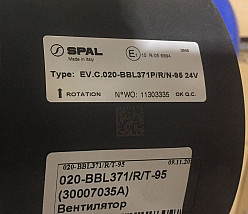 SPAL
Made in Italy
Type: EV.C.020-BBL371P/R/N-95 24V
ROTATION N°WO: 11303335 OK Q.C.
020-BBL371/R/T-95
020-BBL371/R/T-95
(30007035A)
Вентилятор